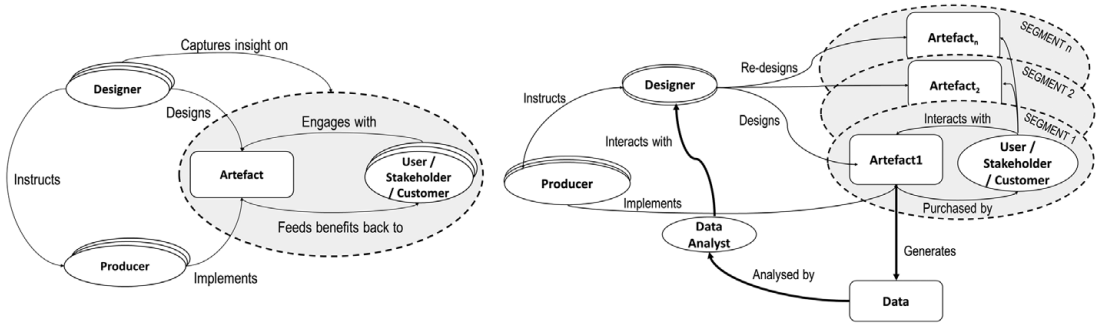 Captures insight on
Designer
Designs
Engages with
Artefact
User /
Stakeholder
/ Customer
Instructs
Feeds benefits back to
Producer
Implements
SEGMENT n
Artefactₙ
Re-designs
SEGMENT 2
Designer
Artefact₂
Instructs
Designs
SEGMENT 1
Interacts with
Interacts with
Artefact1
User /
Stakeholder
/ Customer
Producer
Implements
Purchased by
Data
Analyst
Generates
Analysed by
Data